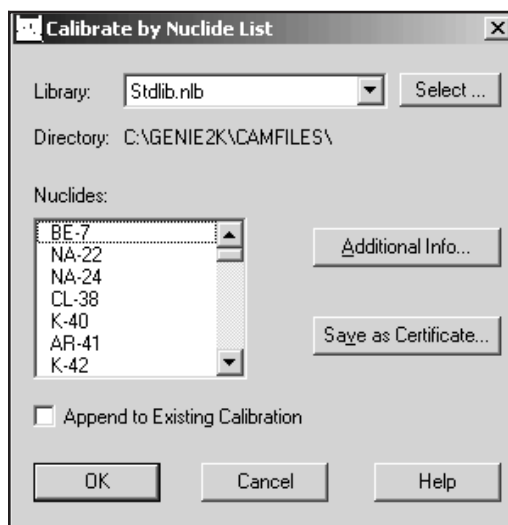 Calibrate by Nuclide List
Library: Stdlib.nlb Select ...
Directory: C:\GENIE2K\CAMFILES\
Nuclides:
BE-7
NA-22
NA-24
CL-38
K-40
AR-41
K-42
Additional Info...
Save as Certificate...
Append to Existing Calibration
OK Cancel Help